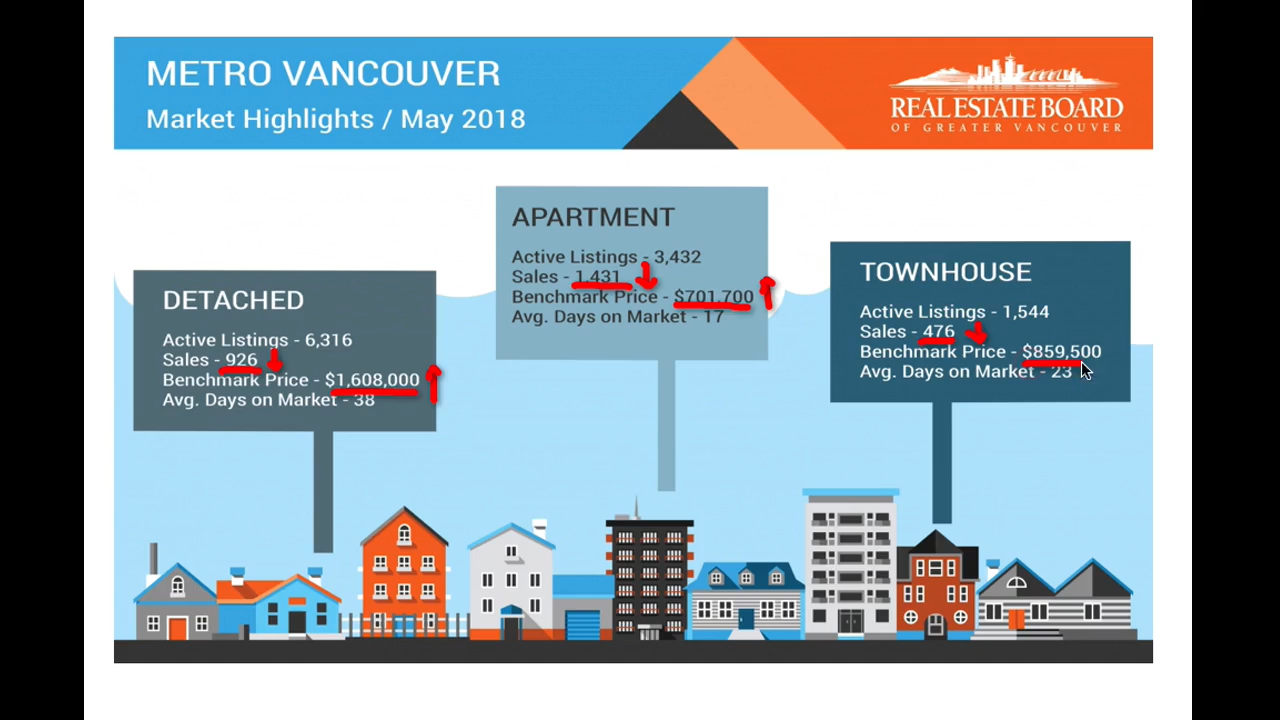 METRO VANCOUVER
Market Highlights / May 2018
REAL ESTATE BOARD
OF GREATER VANCOUVER
DETACHED
Active Listings - 6,316
Sales - 926
Benchmark Price - $1,608,000
Avg. Days on Market - 38
APARTMENT
Active Listings - 3,432
Sales - 1,431
Benchmark Price - $701,700
Avg. Days on Market - 17
TOWNHOUSE
Active Listings - 1,544
Sales - 476
Benchmark Price - $859,500
Avg. Days on Market - 23